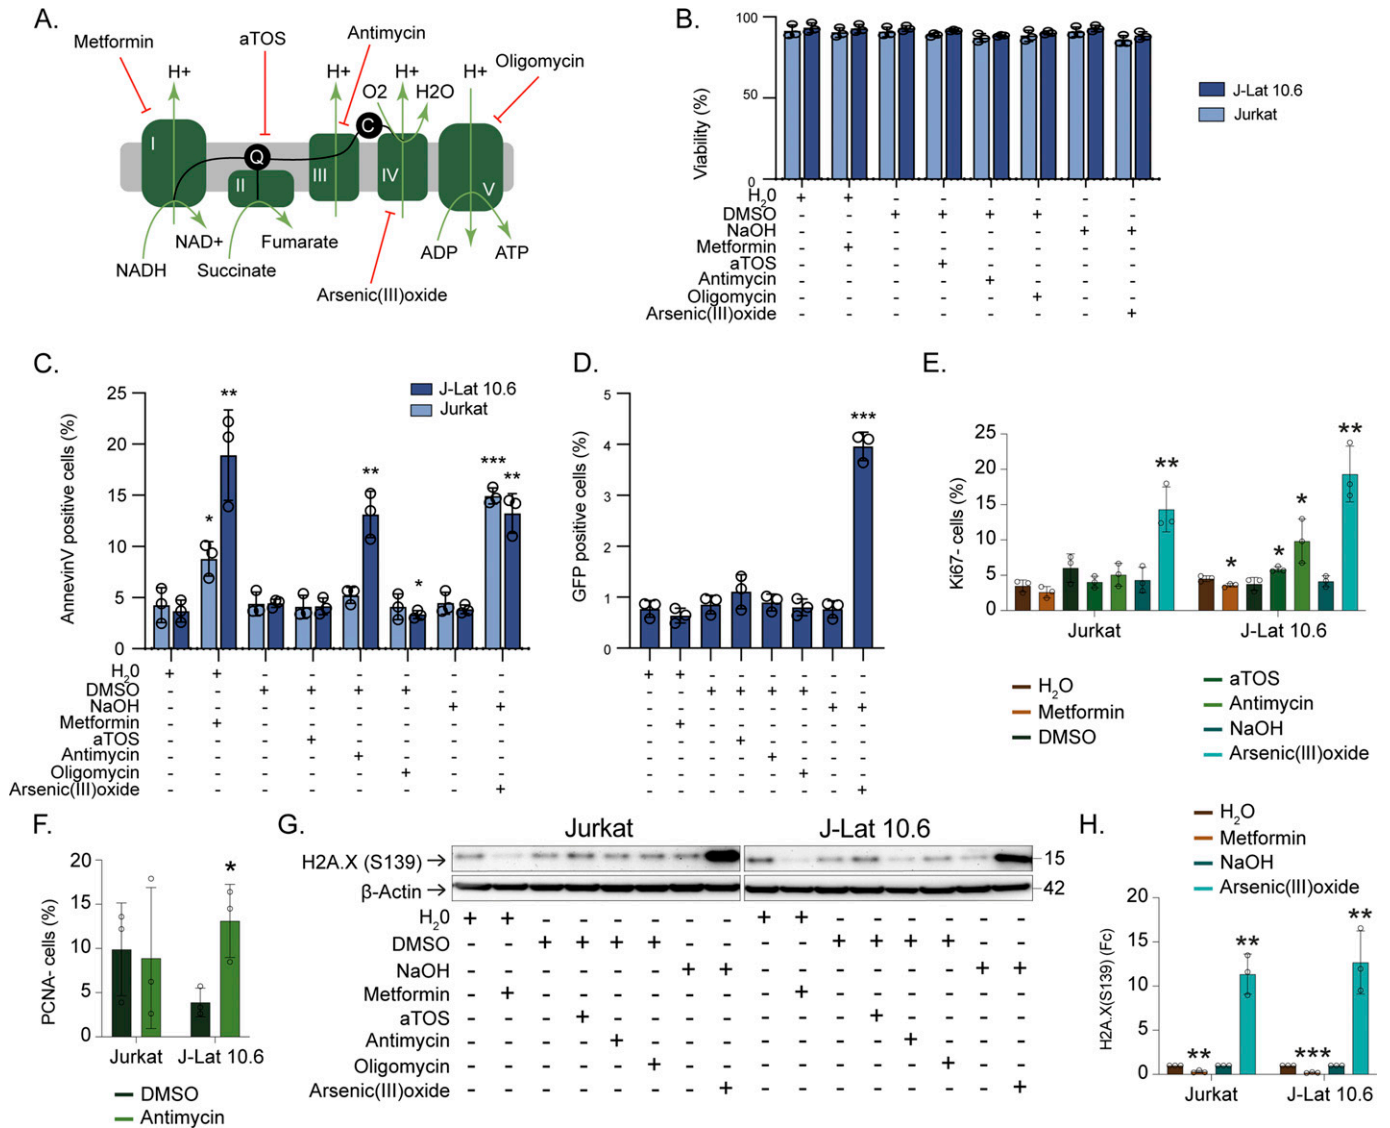 A.
Metformin
aTOS
Antimycin
Oligomycin
H+
H+
H+
H+
O2
H2O
C
Q
I
II
III
IV
V
NAD+
Fumarate
ADP
ATP
NADH
Succinate
Arsenic(III)oxide
B.
Viability (%)
100
50
0
J-Lat 10.6
Jurkat
H₂0 + + - - - - - -
DMSO - - + + + + - -
NaOH - - - - - - + +
Metformin - + - - - - - -
aTOS - - - + - - - -
Antimycin - - - - + - - -
Oligomycin - - - - - + - -
Arsenic(III)oxide - - - - - - - +
C.
AnnevinV positive cells (%)
25
20
15
10
5
0
J-Lat 10.6
Jurkat
* ** ** * *** **
H₂0 + + - - - - - -
DMSO - - + + + + - -
NaOH - - - - - - + +
Metformin - + - - - - - -
aTOS - - - + - - - -
Antimycin - - - - + - - -
Oligomycin - - - - - + - -
Arsenic(III)oxide - - - - - - - +
D.
GFP positive cells (%)
5
4
3
2
1
0
***
+ + - - - - - -
- - + + + + - -
- - - - - - + +
- + - - - - - -
- - - + - - - -
- - - - + - - -
- - - - - + - -
- - - - - - - +
E.
Ki67- cells (%)
25
20
15
10
5
0
** * * * **
Jurkat
J-Lat 10.6
H₂O
Metformin
DMSO
aTOS
Antimycin
NaOH
Arsenic(III)oxide
F.
PCNA- cells (%)
20
15
10
5
0
*
Jurkat
J-Lat 10.6
DMSO
Antimycin
G.
Jurkat
J-Lat 10.6
H2A.X (S139) →
15
β-Actin →
42
H₂0 + + - - - - - - + + - - - - - -
DMSO - - + + + + - - - - + + + + - -
NaOH - - - - - - + + - - - - - - + +
Metformin - + - - - - - - - + - - - - - -
aTOS - - - + - - - - - - - + - - - -
Antimycin - - - - + - - - - - - - + - - -
Oligomycin - - - - - + - - - - - - - + - -
Arsenic(III)oxide - - - - - - - + - - - - - - - +
H.
H₂O
Metformin
NaOH
Arsenic(III)oxide
H2A.X(S139) (Fc)
20
15
10
5
0
** ** *** **
Jurkat
J-Lat 10.6